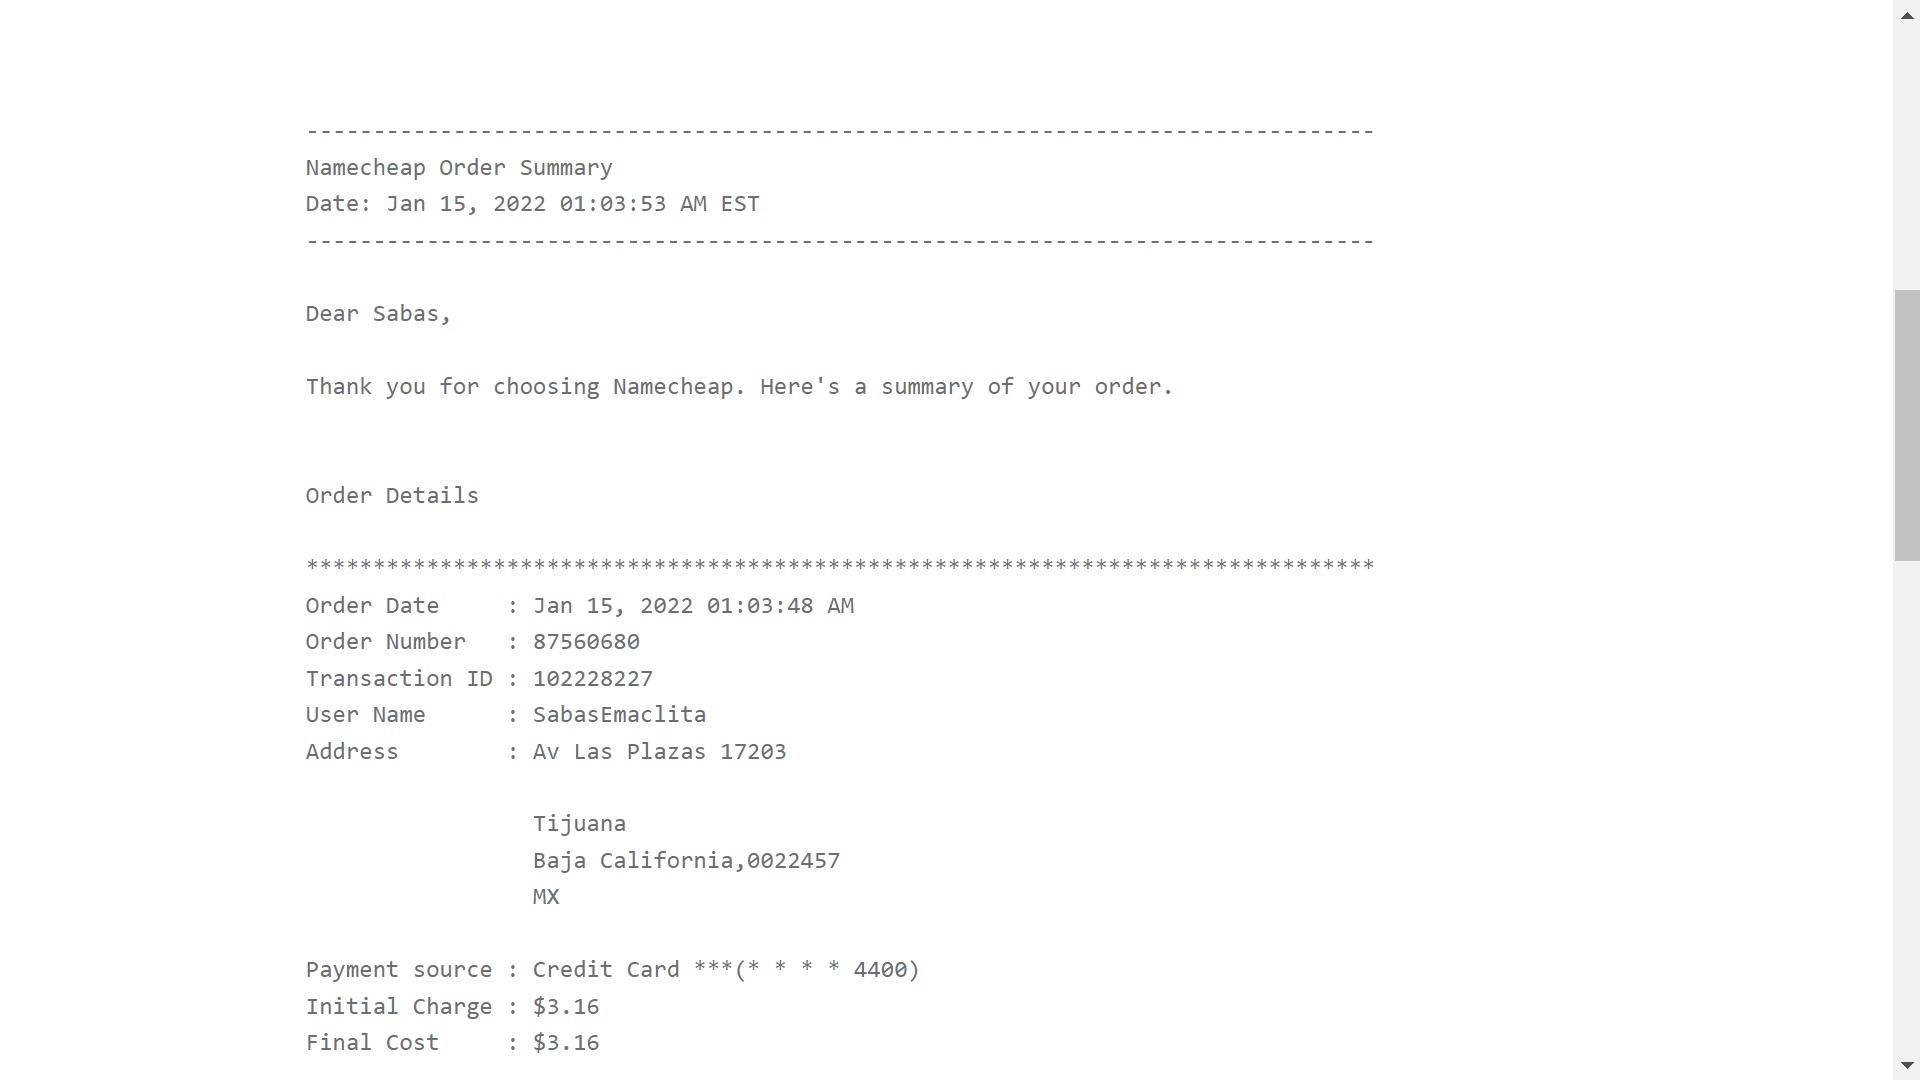 --------------------------------------------------------------------------------
Namecheap Order Summary
Date: Jan 15, 2022 01:03:53 AM EST
--------------------------------------------------------------------------------
Dear Sabas,
Thank you for choosing Namecheap. Here's a summary of your order.
Order Details
********************************************************************************
Order Date     : Jan 15, 2022 01:03:48 AM
Order Number   : 87560680
Transaction ID : 102228227
User Name      : SabasEmaclita
Address        : Av Las Plazas 17203
Tijuana
Baja California,0022457
MX
Payment source : Credit Card ***(* * * * 4400)
Initial Charge : $3.16
Final Cost     : $3.16